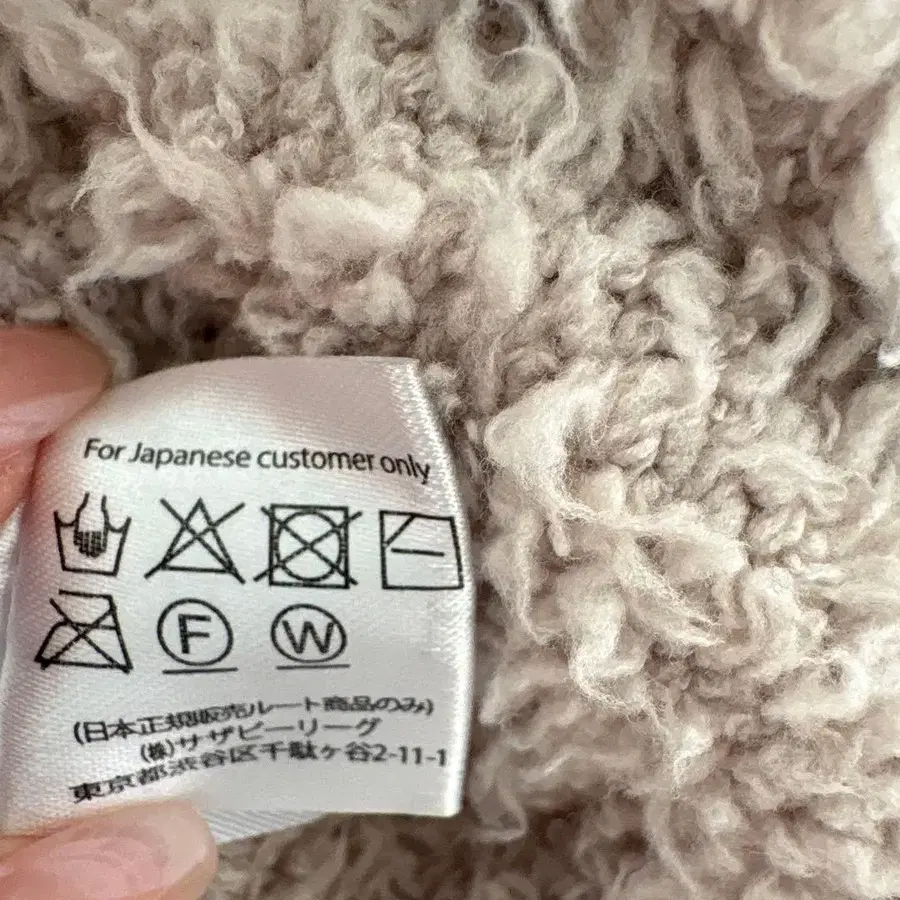 For Japanese customer only
F W
(日本正規販売ルート商品のみ)
(株)サザビーリーグ
東京都渋谷区千駄ヶ谷2-11-1